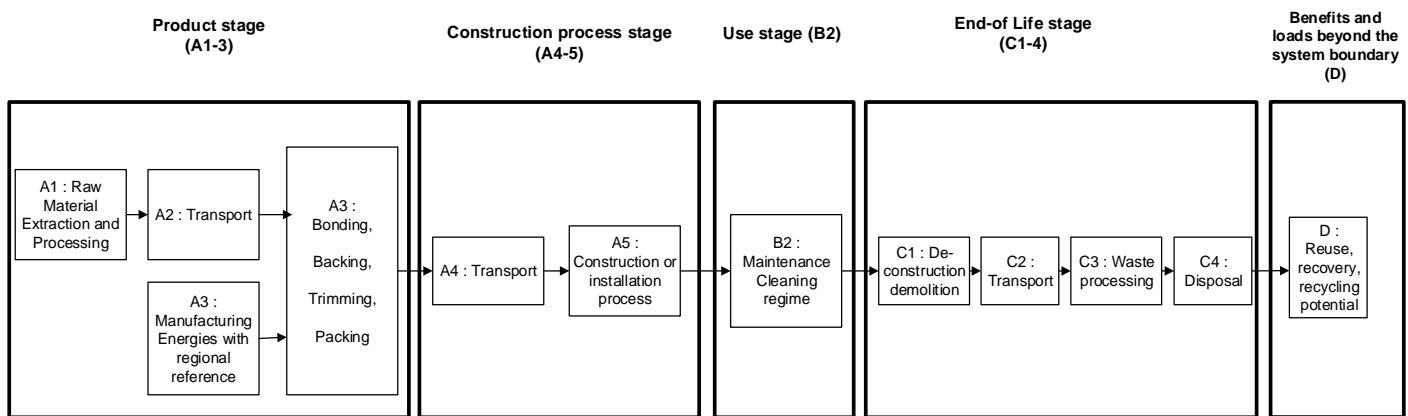 Product stage
(A1-3)
Construction process stage
(A4-5)
Use stage (B2)
End-of Life stage
(C1-4)
Benefits and
loads beyond the
system boundary
(D)
A1 : Raw
Material
Extraction and
Processing
A2 : Transport
A3 :
Manufacturing
Energies with
regional
reference
A3 :
Bonding,
Backing,
Trimming,
Packing
A4 : Transport
A5 :
Construction or
installation
process
B2 :
Maintenance
Cleaning
regime
C1 : De-
construction
demolition
C2 :
Transport
C3 : Waste
processing
C4 :
Disposal
D :
Reuse,
recovery,
recycling
potential